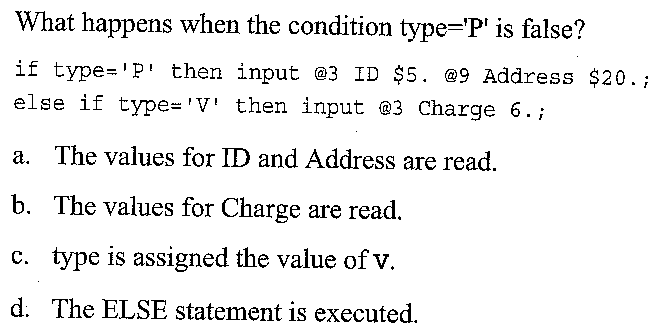 What happens when the condition type='P' is false?
if type='P' then input @3 ID $5. @9 Address $20.;
else if type='V' then input @3 Charge 6.;
a. The values for ID and Address are read.
b. The values for Charge are read.
c. type is assigned the value of v.
d. The ELSE statement is executed.